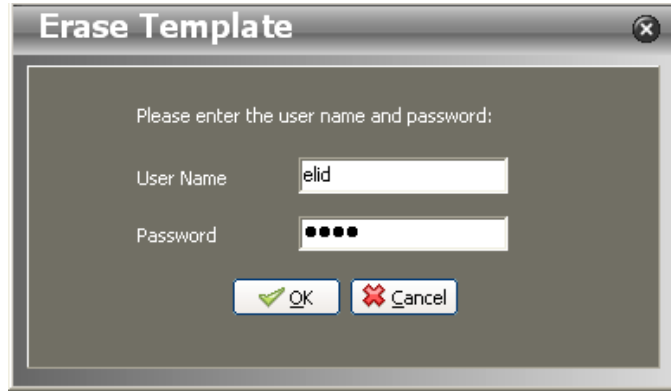 Erase Template
Please enter the user name and password:
User Name elid
Password ●●●●
OK Cancel